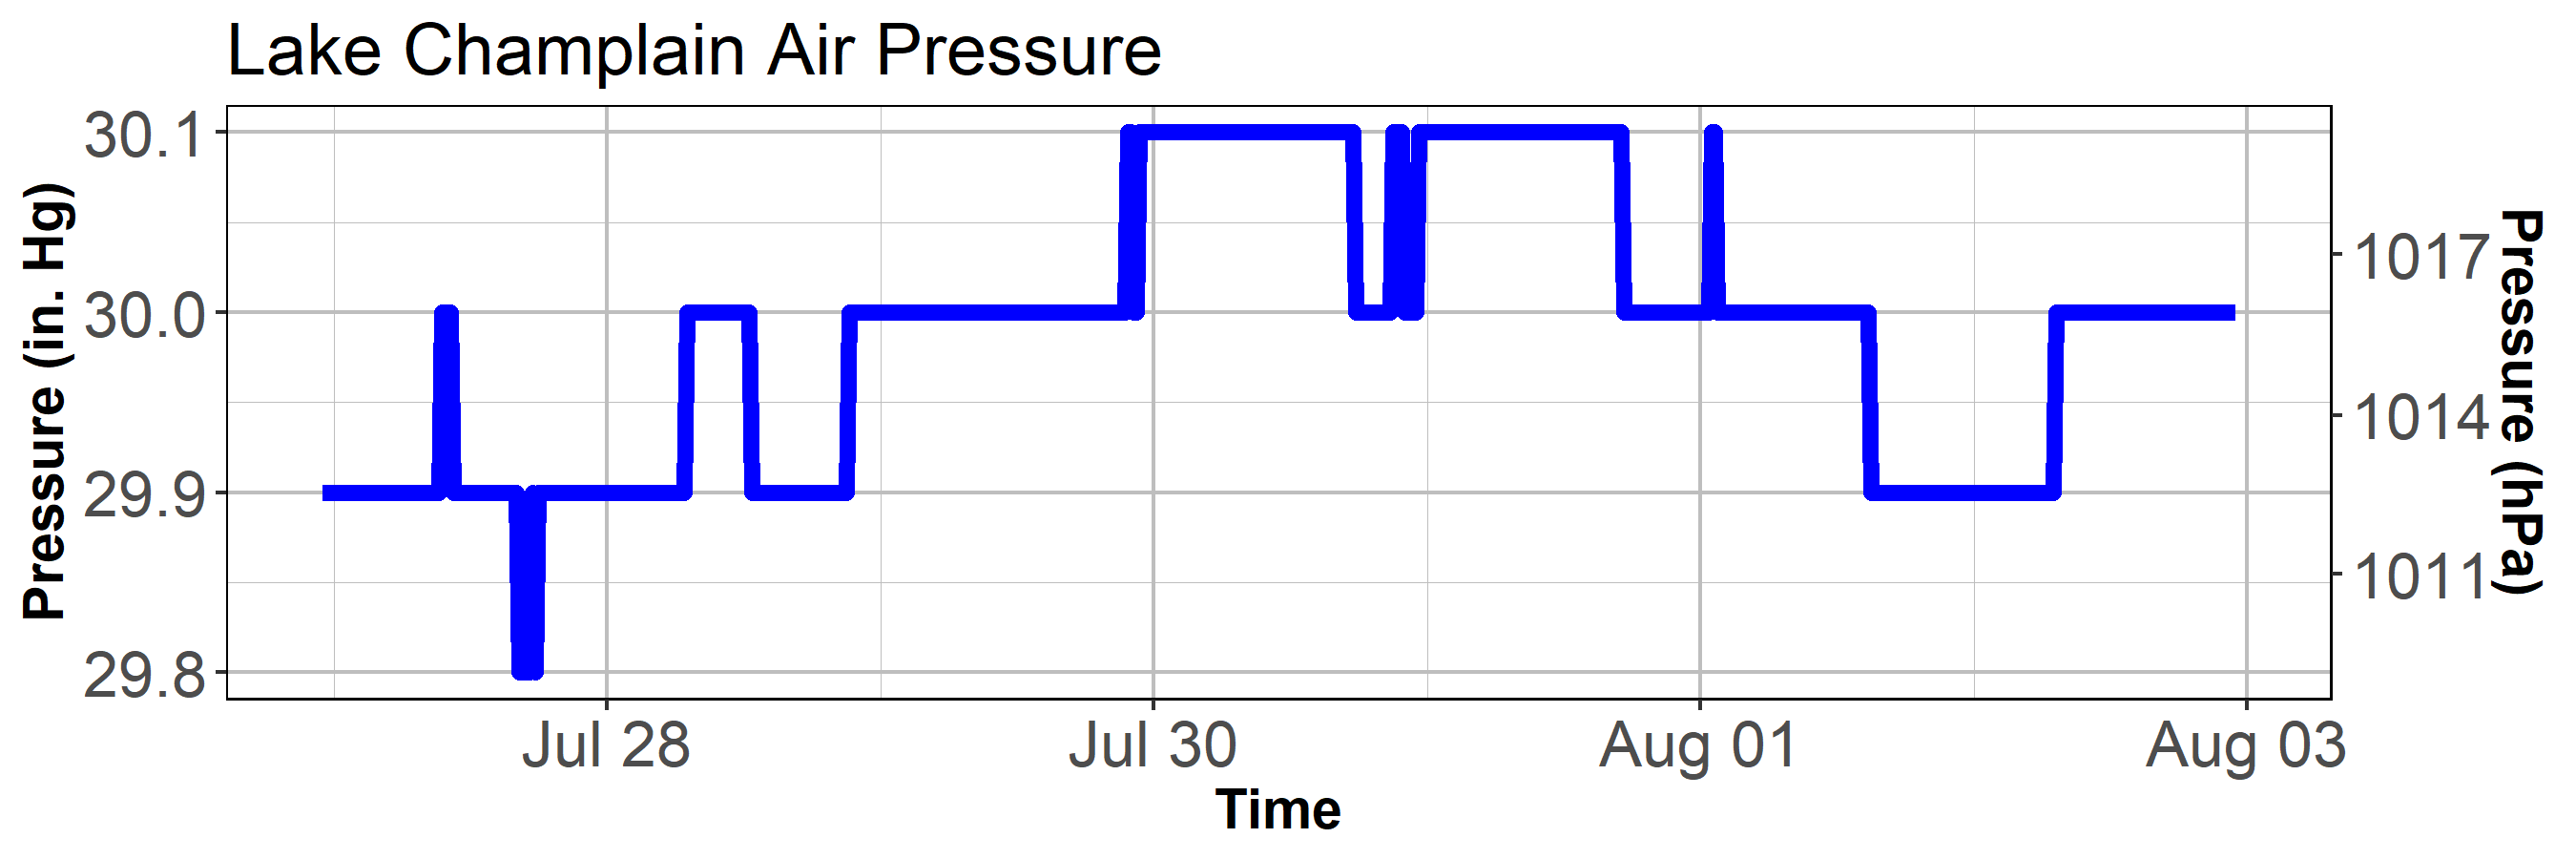 Lake Champlain Air Pressure
Pressure (in. Hg)
30.1
30.0
29.9
29.8
1017
1014
1011
Pressure (hPa)
Jul 28 Jul 30 Aug 01 Aug 03
Time